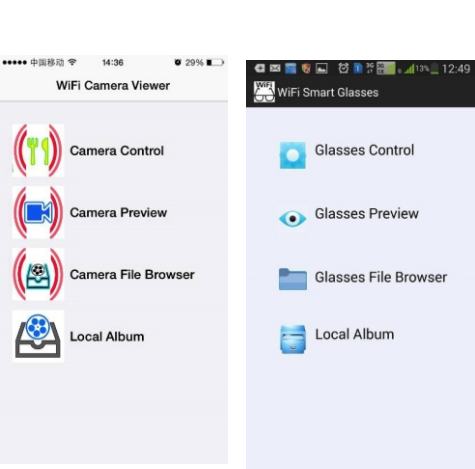 中国移动 14:36 29%
WiFi Camera Viewer
Camera Control
Camera Preview
Camera File Browser
Local Album
13% 12:49
WiFi
WiFi Smart Glasses
Glasses Control
Glasses Preview
Glasses File Browser
Local Album